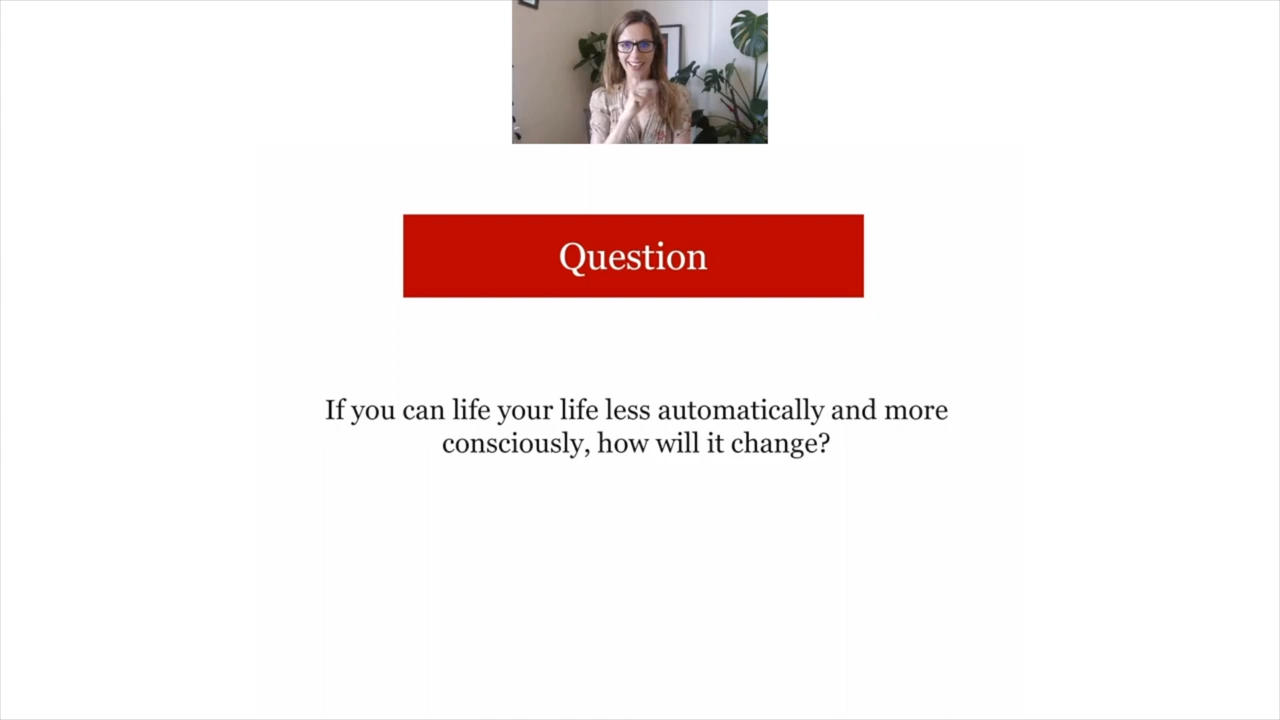 Question
If you can life your life less automatically and more
consciously, how will it change?